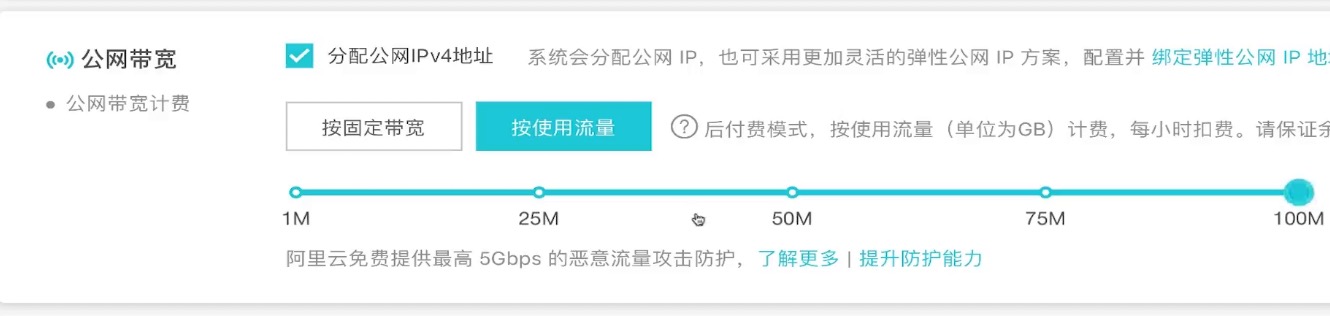 公网带宽
分配公网IPv4地址 系统会分配公网 IP，也可采用更加灵活的弹性公网 IP 方案，配置并 绑定弹性公网 IP
公网带宽计费
按固定带宽 按使用流量 ? 后付费模式，按使用流量（单位为GB）计费，每小时扣费。请保证
1M 25M 50M 75M 100M
阿里云免费提供最高 5Gbps 的恶意流量攻击防护，了解更多 | 提升防护能力